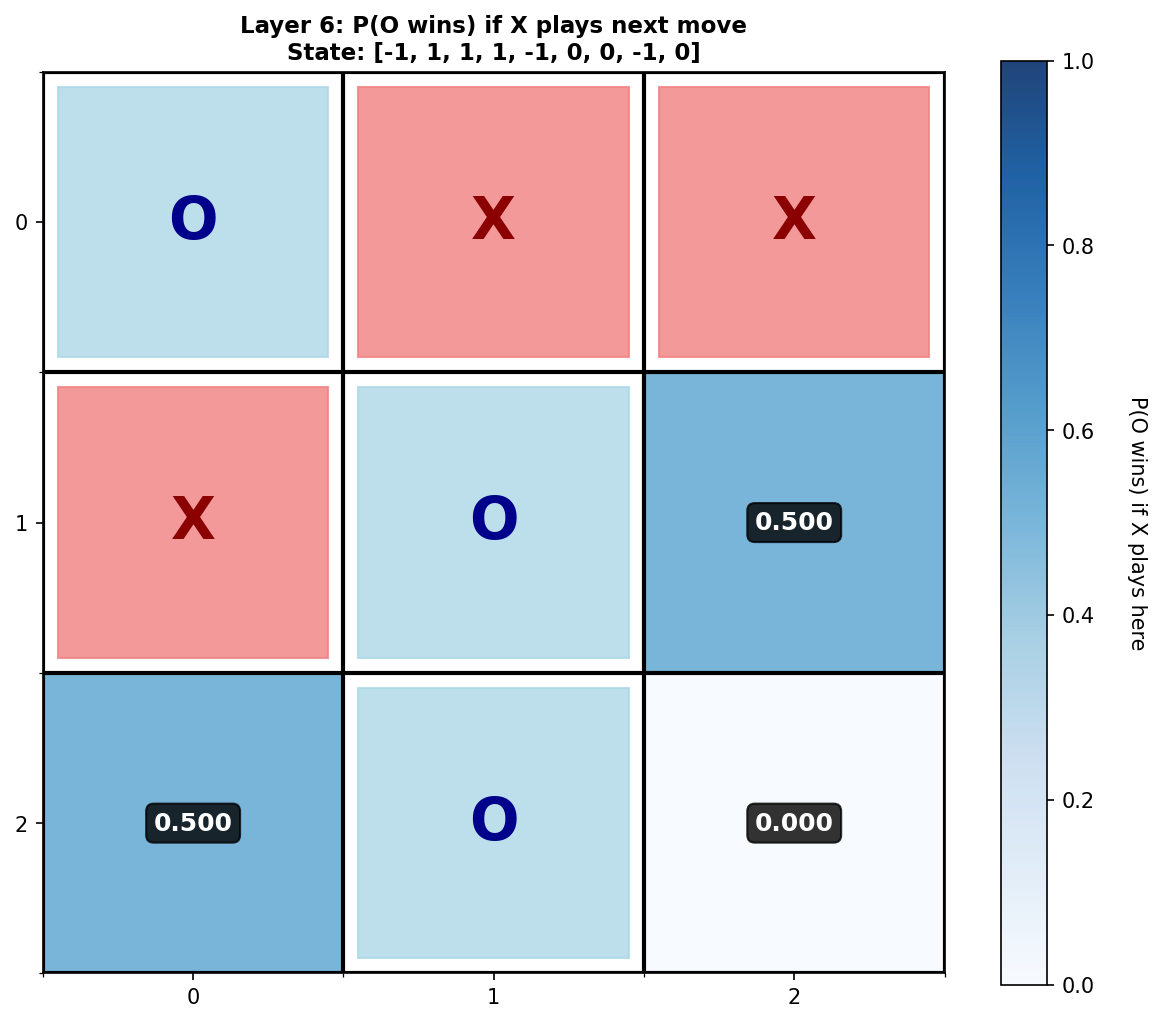 Layer 6: P(O wins) if X plays next move
State: [-1, 1, 1, 1, -1, 0, 0, -1, 0]
0
O
X
X
1
X
O
0.500
2
0.500
O
0.000
0
1
2
1.0
0.8
0.6
0.4
0.2
0.0
P(O wins) if X plays here